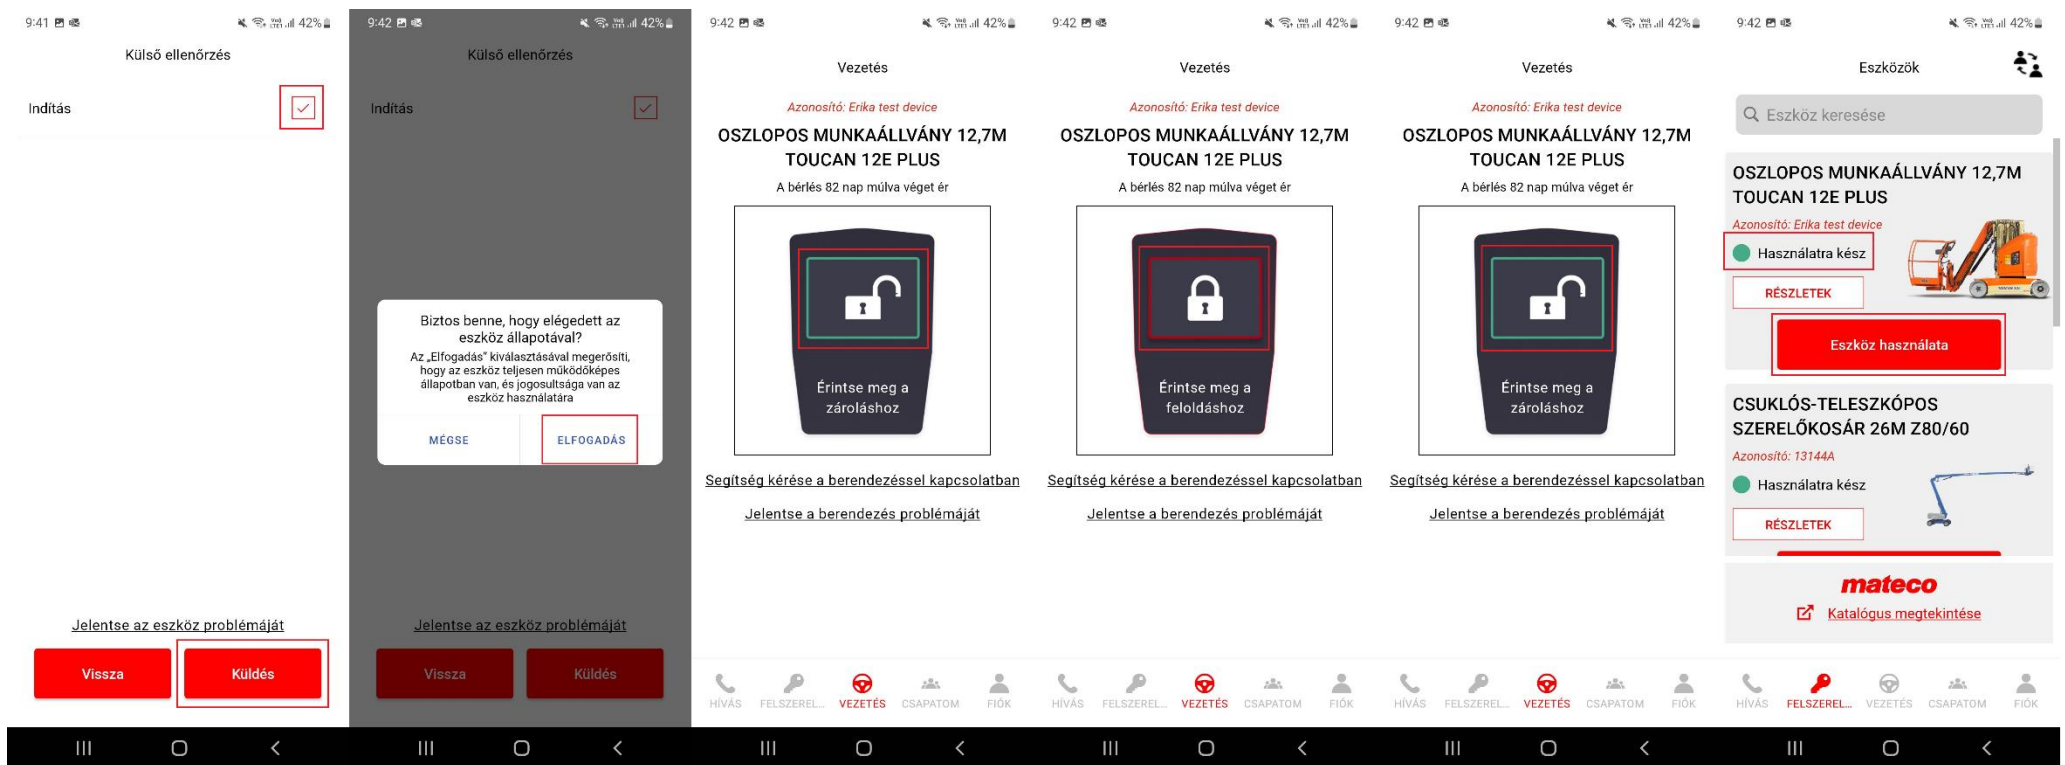 9:41 42%
Külső ellenőrzés
Indítás
Jelentse az eszköz problémáját
Vissza Küldés
9:42 42%
Külső ellenőrzés
Indítás
Biztos benne, hogy elégedett az
eszköz állapotával?
Az „Elfogadás" kiválasztásával megerősíti,
hogy az eszköz teljesen működőképes
állapotban van, és jogosultsága van az
eszköz használatára
MÉGSE ELFOGADÁS
Jelentse az eszköz problémáját
Vissza Küldés
9:42 42%
Vezetés
Azonosító: Erika test device
OSZLOPOS MUNKAÁLLVÁNY 12,7M
TOUCAN 12E PLUS
A bérlés 82 nap múlva véget ér
Érintse meg a
zároláshoz
Segítség kérése a berendezéssel kapcsolatban
Jelentse a berendezés problémáját
HÍVÁS FELSZEREL... VEZETÉS CSAPATOM FIÓK
9:42 42%
Vezetés
Azonosító: Erika test device
OSZLOPOS MUNKAÁLLVÁNY 12,7M
TOUCAN 12E PLUS
A bérlés 82 nap múlva véget ér
Érintse meg a
feloldáshoz
Segítség kérése a berendezéssel kapcsolatban
Jelentse a berendezés problémáját
HÍVÁS FELSZEREL... VEZETÉS CSAPATOM FIÓK
9:42 42%
Vezetés
Azonosító: Erika test device
OSZLOPOS MUNKAÁLLVÁNY 12,7M
TOUCAN 12E PLUS
A bérlés 82 nap múlva véget ér
Érintse meg a
zároláshoz
Segítség kérése a berendezéssel kapcsolatban
Jelentse a berendezés problémáját
HÍVÁS FELSZEREL... VEZETÉS CSAPATOM FIÓK
9:42 42%
Eszközök
Eszköz keresése
OSZLOPOS MUNKAÁLLVÁNY 12,7M
TOUCAN 12E PLUS
Azonosító: Erika test device
Használatra kész
RÉSZLETEK
Eszköz használata
CSUKLÓS-TELESZKÓPOS
SZERELŐKOSÁR 26M Z80/60
Azonosító: 13144A
Használatra kész
RÉSZLETEK
mateco
Katalógus megtekintése
HÍVÁS FELSZEREL... VEZETÉS CSAPATOM FIÓK